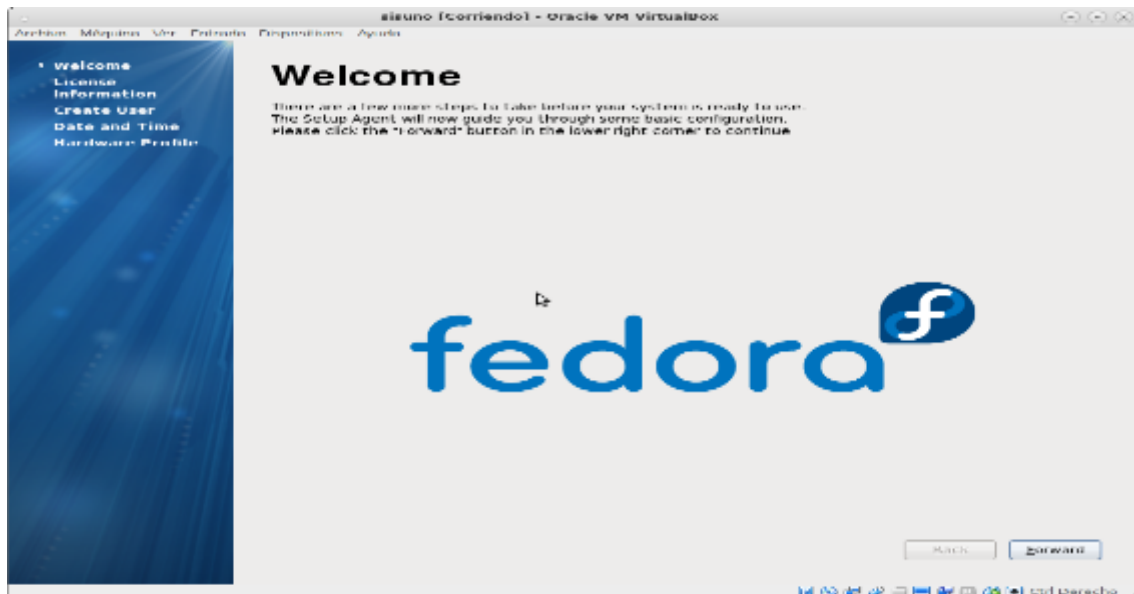 sisuno [Corriendo] - Oracle VM VirtualBox
Archivo Máquina Ver Entrada Dispositivos Ayuda
• Welcome
License
Information
Create User
Date and Time
Hardware Profile
Welcome
There are a few more steps to take before your system is ready to use.
The Setup Agent will now guide you through some basic configuration.
Please click the "Forward" button in the lower right corner to continue
fedora
Back
Forward
Ctrl Derecho